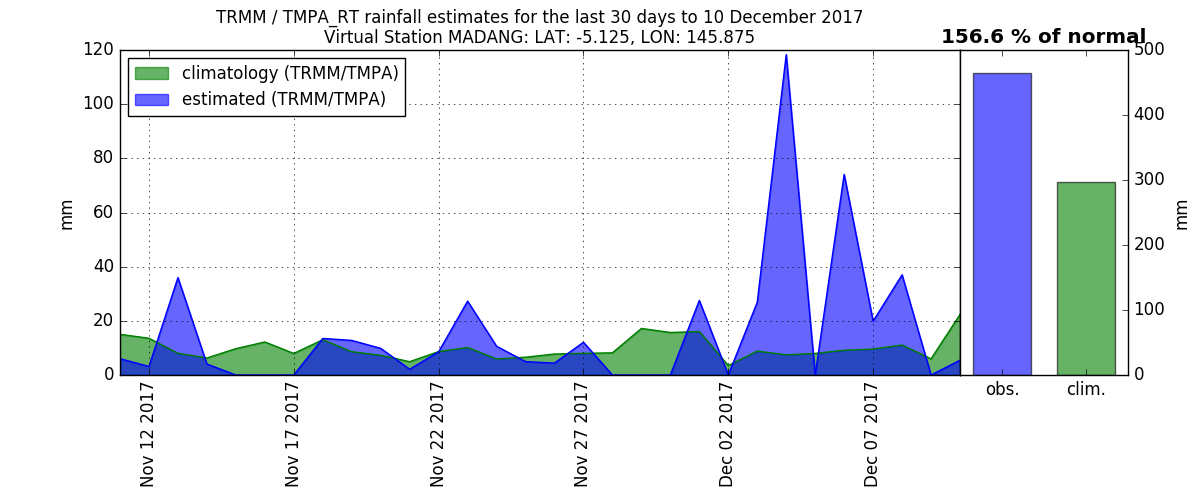 TRMM / TMPA_RT rainfall estimates for the last 30 days to 10 December 2017
Virtual Station MADANG: LAT: -5.125, LON: 145.875
156.6 % of normal
climatology (TRMM/TMPA)
estimated (TRMM/TMPA)
mm
120
100
80
60
40
20
0
Nov 12 2017
Nov 17 2017
Nov 22 2017
Nov 27 2017
Dec 02 2017
Dec 07 2017
obs.
clim.
500
400
300
200
100
0
mm